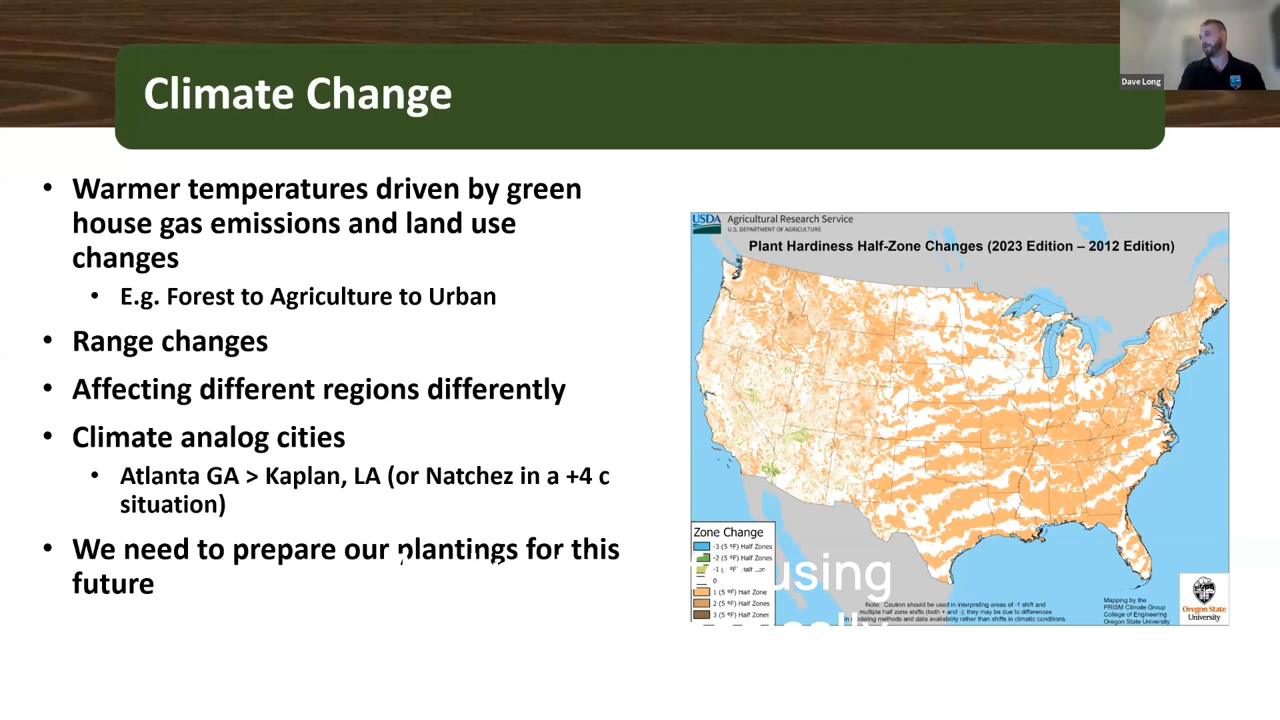 Dave Long
Climate Change
• Warmer temperatures driven by green
house gas emissions and land use
changes
• E.g. Forest to Agriculture to Urban
• Range changes
• Affecting different regions differently
• Climate analog cities
• Atlanta GA > Kaplan, LA (or Natchez in a +4 c
situation)
• We need to prepare our plantings for this
future
USDA
Agricultural Research Service
U.S. DEPARTMENT OF AGRICULTURE
Plant Hardiness Half-Zone Changes (2023 Edition – 2012 Edition)
Zone Change
-3 (5 ºF) Half Zones
-2 (5 ºF) Half Zones
0
1 (5 ºF) Half Zone
2 (5 ºF) Half Zones
3 (5 ºF) Half Zones
Note: Caution should be used in interpreting areas of -1 shift and
multiple half zone shifts (both + and -); they may be due to differences
in modeling methods and data availability rather than shifts in climatic conditions.
Mapping by the
PRISM Climate Group
College of Engineering
Oregon State University
Oregon State
University